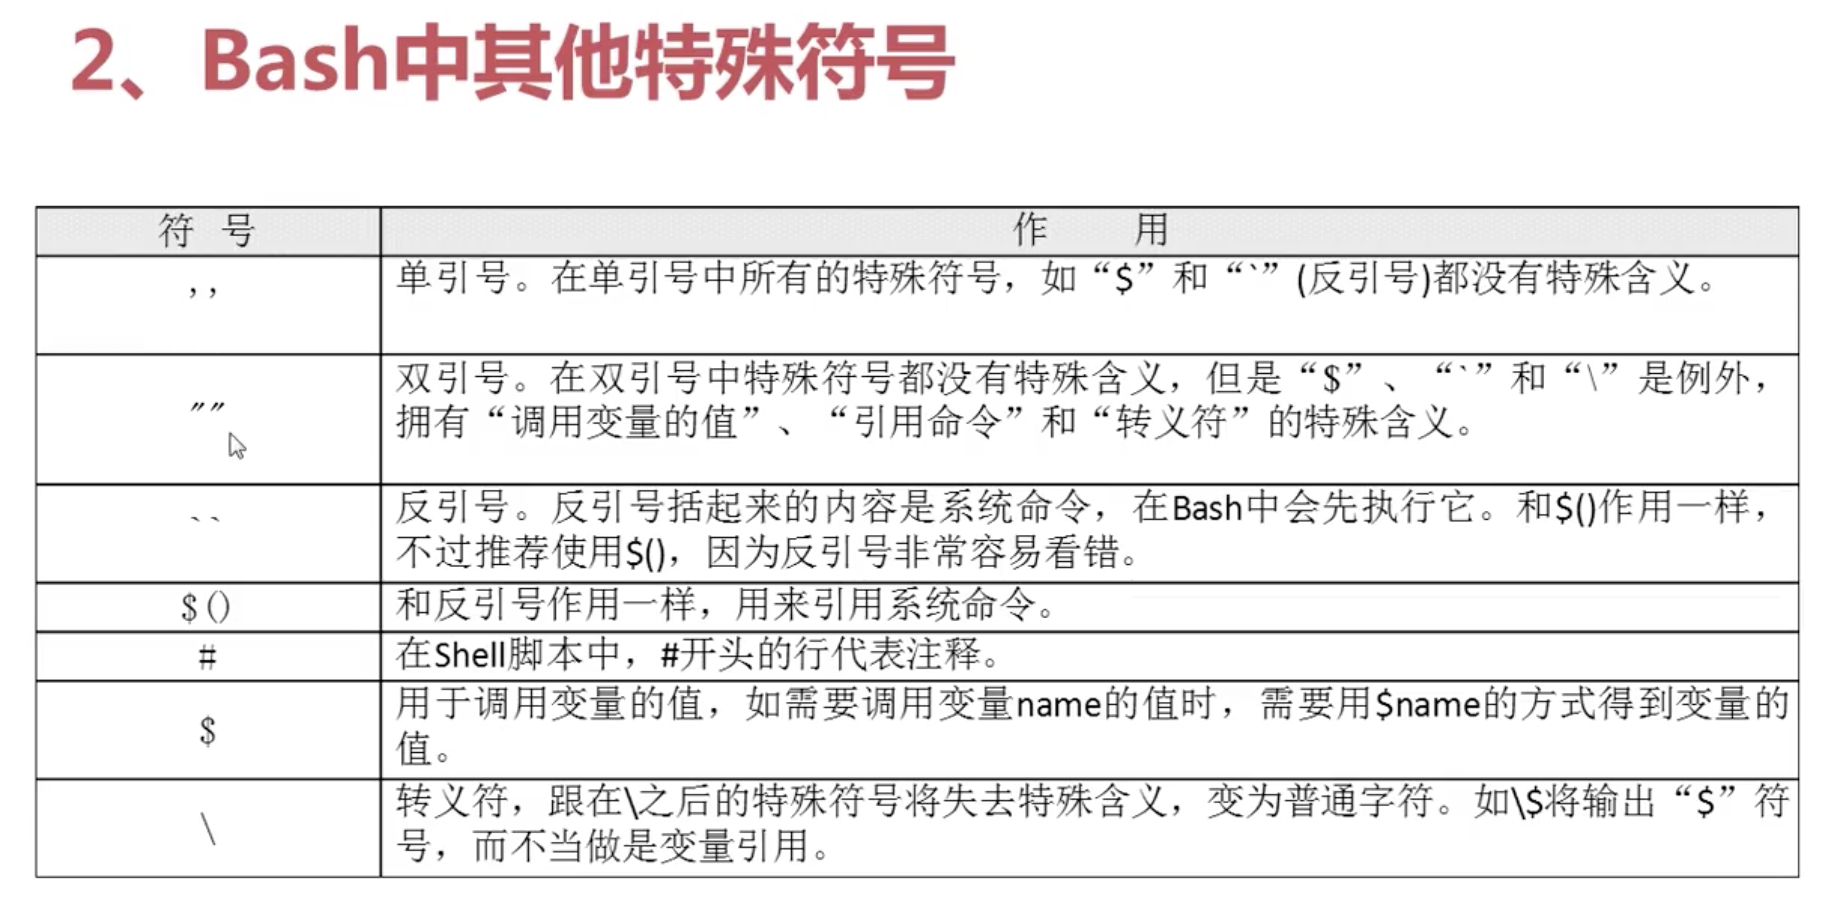 2、Bash中其他特殊符号
符 号
作 用
' '
单引号。在单引号中所有的特殊符号，如“$”和“`”(反引号)都没有特殊含义。
" "
双引号。在双引号中特殊符号都没有特殊含义，但是“$”、“`”和“\”是例外，
拥有“调用变量的值”、“引用命令”和“转义符”的特殊含义。
` `
反引号。反引号括起来的内容是系统命令，在Bash中会先执行它。和$()作用一样，
不过推荐使用$()，因为反引号非常容易看错。
$()
和反引号作用一样，用来引用系统命令。
#
在Shell脚本中，#开头的行代表注释。
$
用于调用变量的值，如需要调用变量name的值时，需要用$name的方式得到变量的
值。
\
转义符，跟在\之后的特殊符号将失去特殊含义，变为普通字符。如\$将输出“$”符
号，而不当做是变量引用。